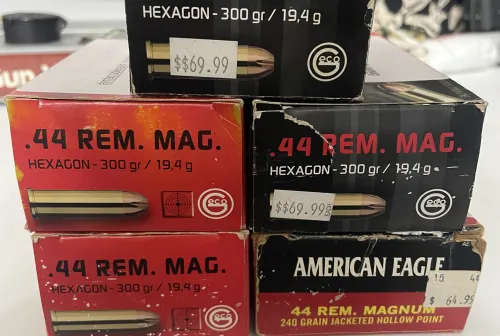 HEXAGON - 300 gr / 19,4 g
$$69.99
Geco
.44 REM. MAG.
HEXAGON - 300 gr / 19,4 g
Geco
.44 REM. MAG.
HEXAGON - 300 gr / 19,4 g
$$69.99
Geco
.44 REM. MAG.
HEXAGON - 300 gr / 19,4 g
Geco
AMERICAN EAGLE
$ 64.99
44 REM. MAGNUM
240 GRAIN JACKETED HOLLOW POINT